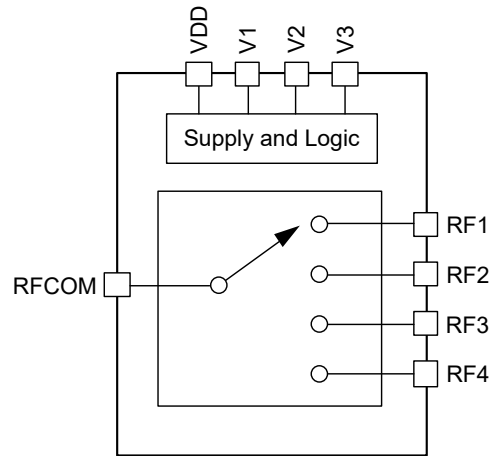 VDD
V1
V2
V3
Supply and Logic
RFCOM
RF1
RF2
RF3
RF4